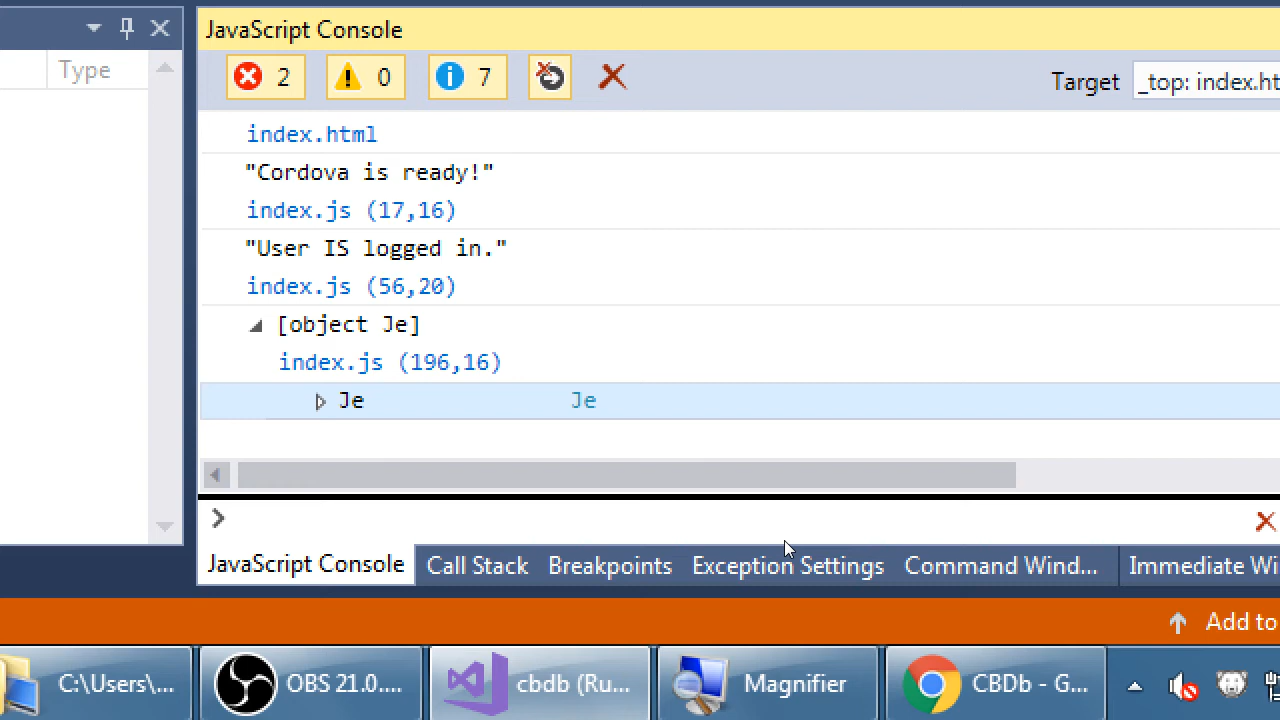 Type
JavaScript Console
2
0
7
Target
_top: index.ht
index.html
"Cordova is ready!"
index.js (17,16)
"User IS logged in."
index.js (56,20)
[object Je]
index.js (196,16)
Je Je
JavaScript Console Call Stack Breakpoints Exception Settings Command Wind... Immediate Wi
Add to
C:\Users\... OBS 21.0.... cbdb (Ru... Magnifier CBDb - G...